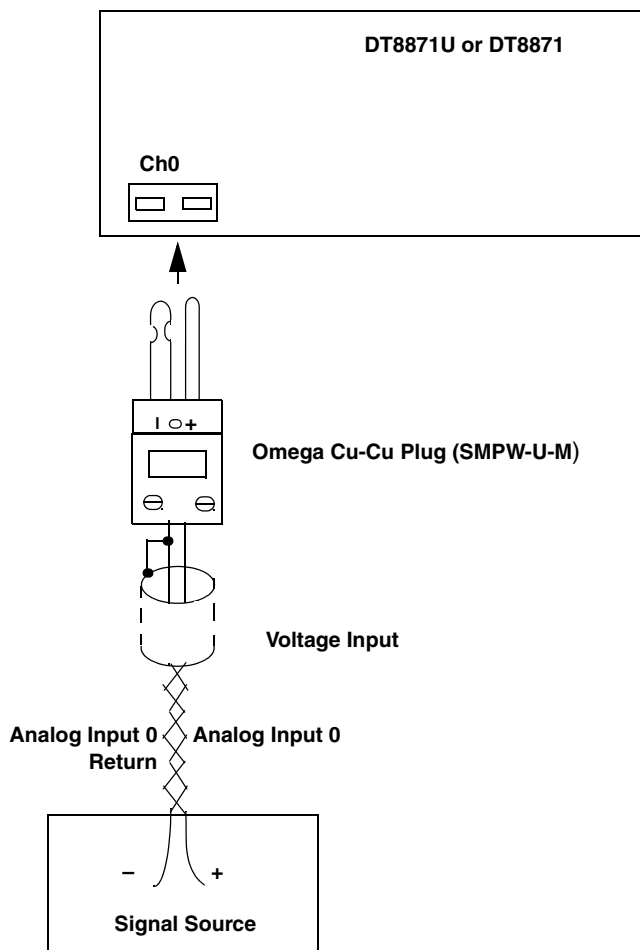 DT8871U or DT8871
Ch0
I +
Omega Cu-Cu Plug (SMPW-U-M)
Voltage Input
Analog Input 0 Analog Input 0
Return
– +
Signal Source